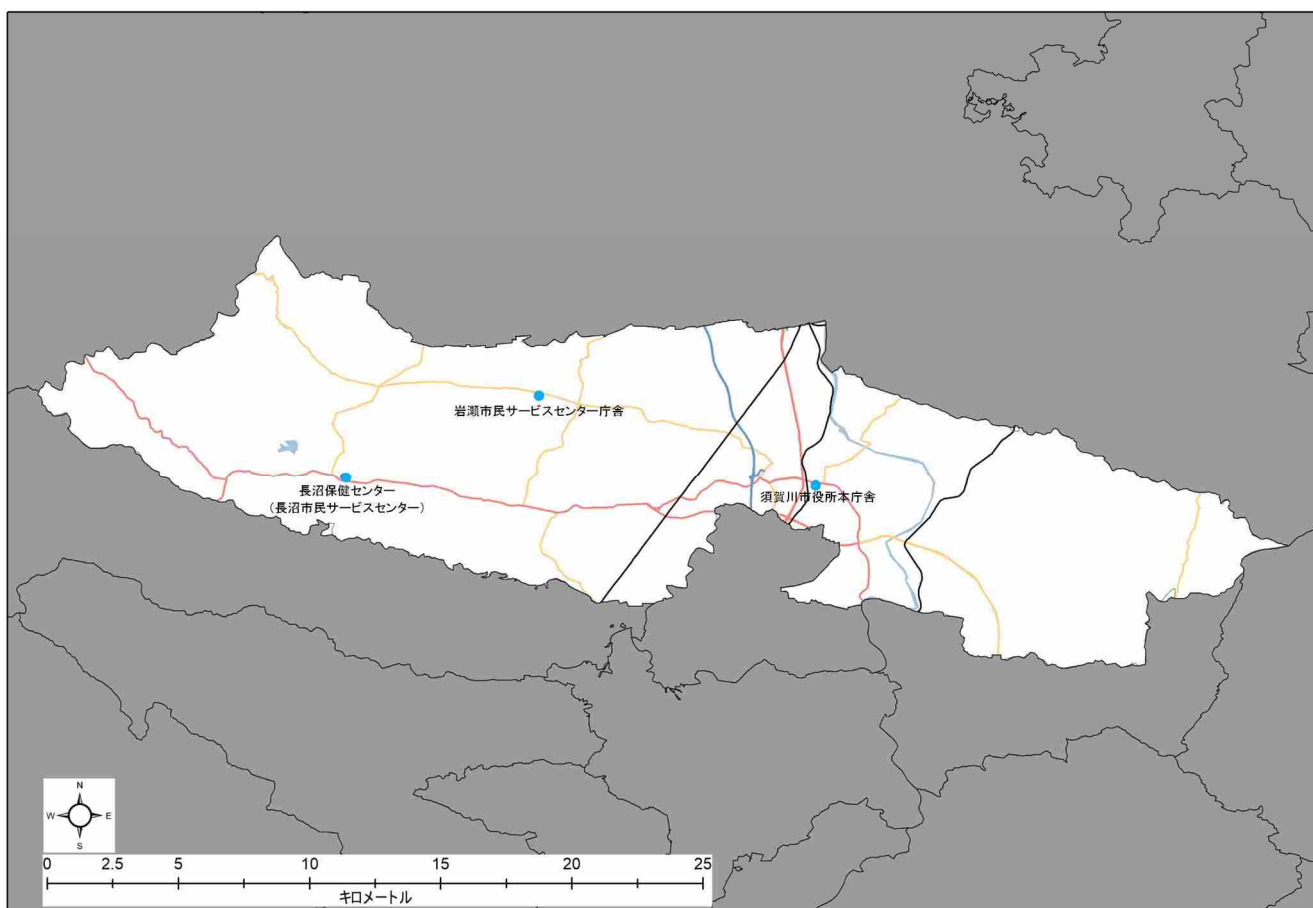 岩瀬市民サービスセンター庁舎
長沼保健センター
（長沼市民サービスセンター）
須賀川市役所本庁舎
N
W E
S
0 2.5 5 10 15 20 25
キロメートル